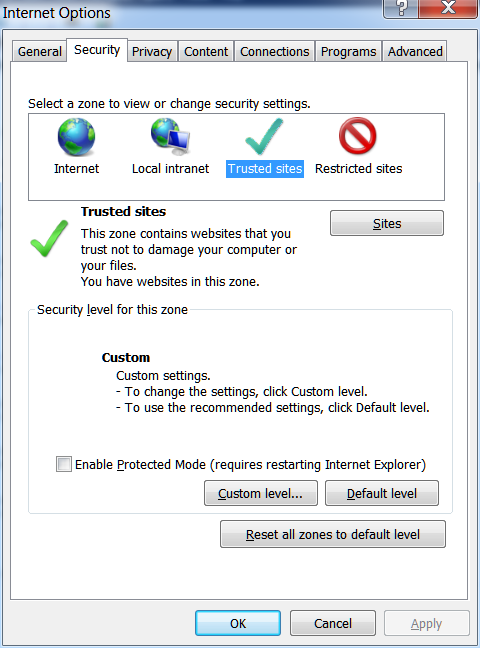 Internet Options
?
General Security Privacy Content Connections Programs Advanced
Select a zone to view or change security settings.
Internet Local intranet Trusted sites Restricted sites
Trusted sites
Sites
This zone contains websites that you
trust not to damage your computer or
your files.
You have websites in this zone.
Security level for this zone
Custom
Custom settings.
- To change the settings, click Custom level.
- To use the recommended settings, click Default level.
Enable Protected Mode (requires restarting Internet Explorer)
Custom level... Default level
Reset all zones to default level
OK Cancel Apply